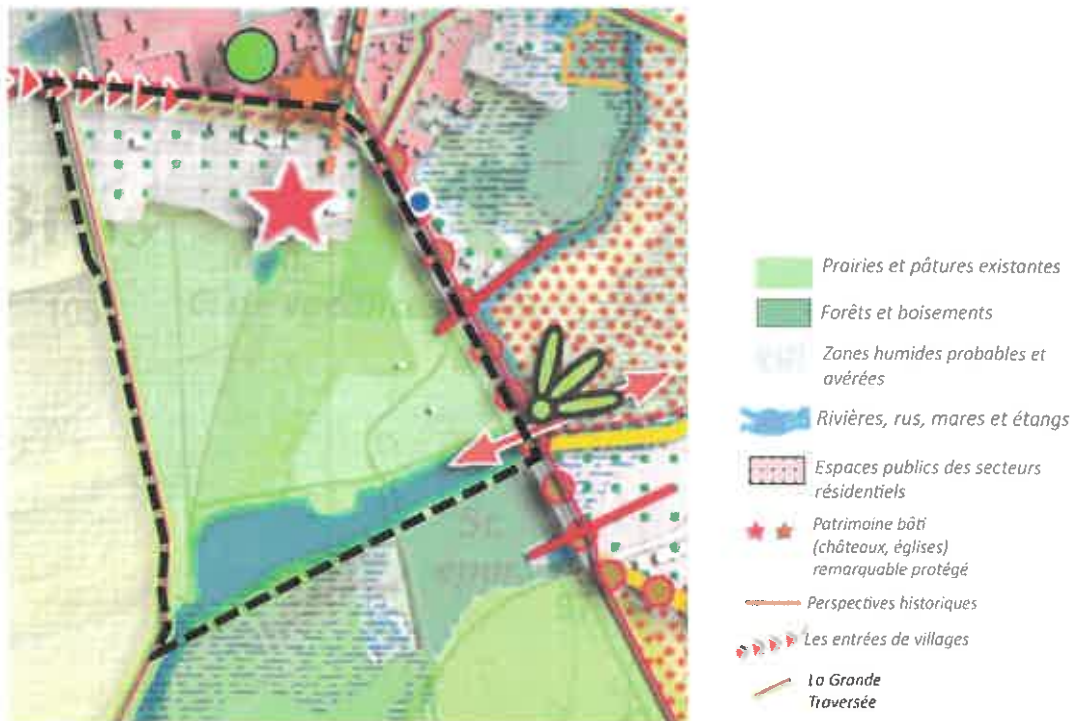 Prairies et pâtures existantes
Forêts et boisements
Zones humides probables et
avérées
Rivières, rus, mares et étangs
Espaces publics des secteurs
résidentiels
Patrimoine bâti
(châteaux, églises)
remarquable protégé
Perspectives historiques
Les entrées de villages
La Grande
Traversée